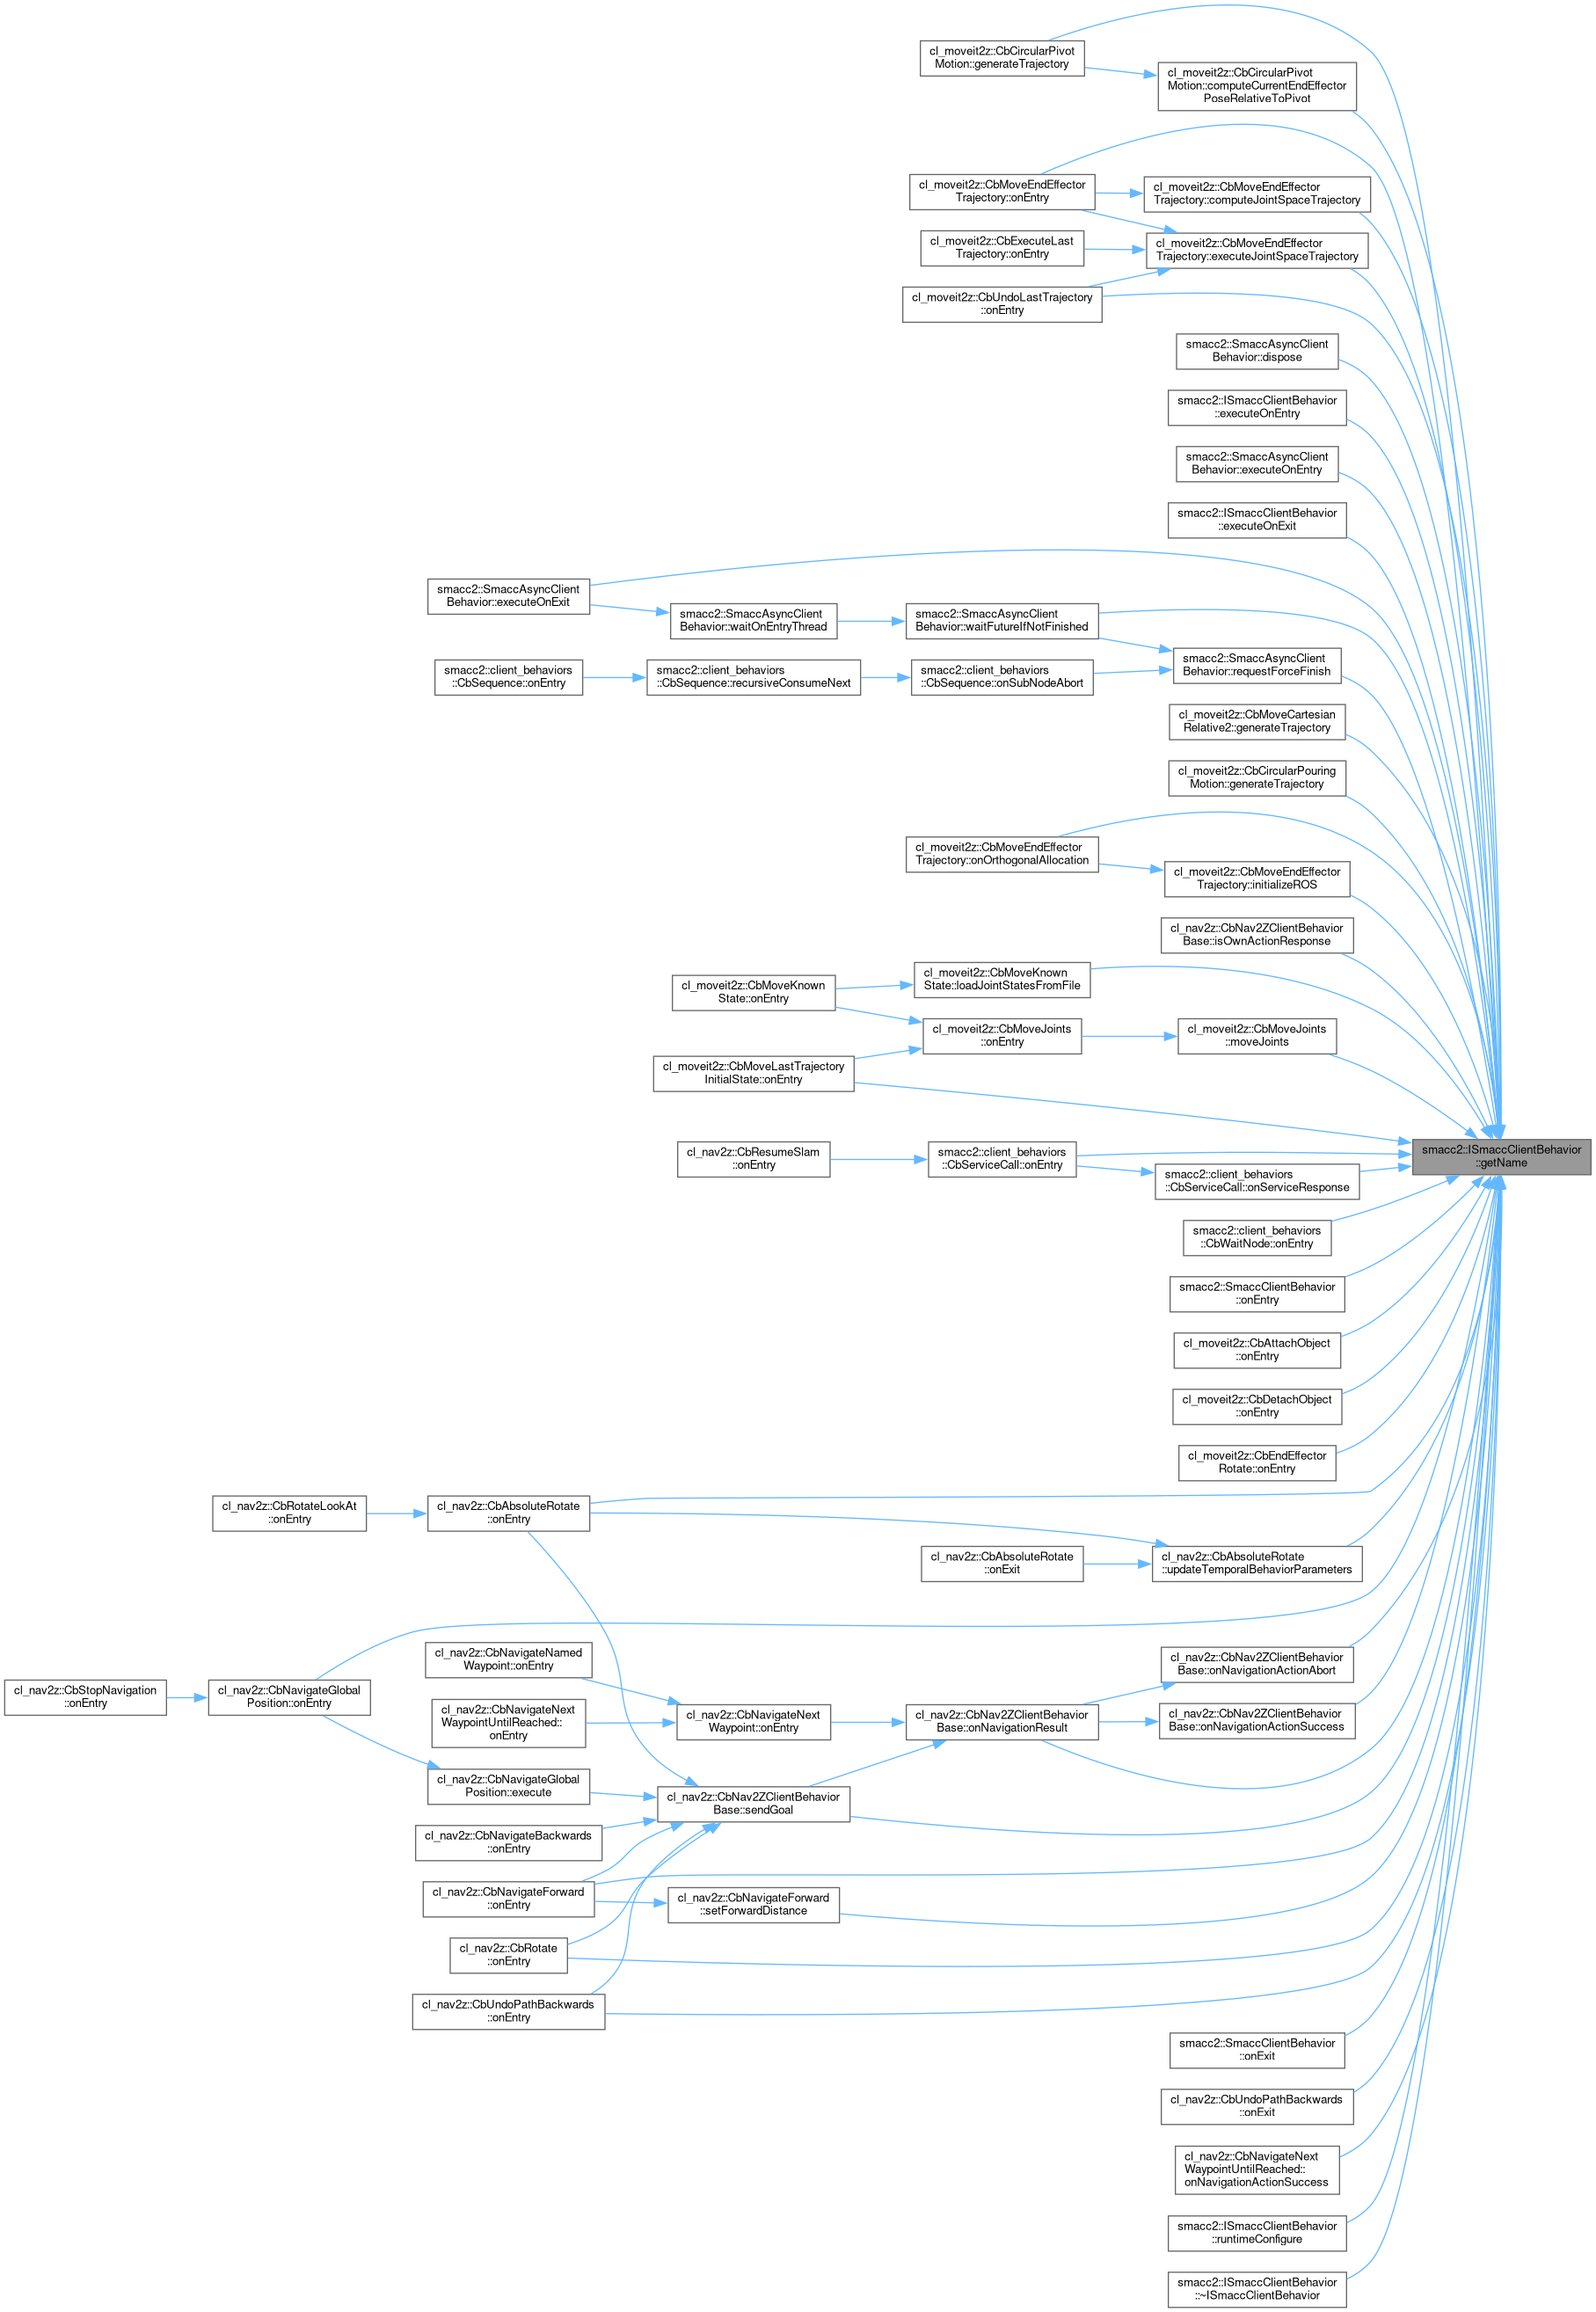 cl_moveit2z::CbCircularPivot
Motion::generateTrajectory
cl_moveit2z::CbCircularPivot
Motion::computeCurrentEndEffector
PoseRelativeToPivot
cl_moveit2z::CbMoveEndEffector
Trajectory::onEntry
cl_moveit2z::CbMoveEndEffector
Trajectory::computeJointSpaceTrajectory
cl_moveit2z::CbExecuteLast
Trajectory::onEntry
cl_moveit2z::CbMoveEndEffector
Trajectory::executeJointSpaceTrajectory
cl_moveit2z::CbUndoLastTrajectory
::onEntry
smacc2::SmaccAsyncClient
Behavior::dispose
smacc2::ISmaccClientBehavior
::executeOnEntry
smacc2::SmaccAsyncClient
Behavior::executeOnEntry
smacc2::ISmaccClientBehavior
::executeOnExit
smacc2::SmaccAsyncClient
Behavior::executeOnExit
smacc2::SmaccAsyncClient
Behavior::waitOnEntryThread
smacc2::SmaccAsyncClient
Behavior::waitFutureIfNotFinished
smacc2::client_behaviors
::CbSequence::onEntry
smacc2::client_behaviors
::CbSequence::recursiveConsumeNext
smacc2::client_behaviors
::CbSequence::onSubNodeAbort
smacc2::SmaccAsyncClient
Behavior::requestForceFinish
cl_moveit2z::CbMoveCartesian
Relative2::generateTrajectory
cl_moveit2z::CbCircularPouring
Motion::generateTrajectory
cl_moveit2z::CbMoveEndEffector
Trajectory::onOrthogonalAllocation
cl_moveit2z::CbMoveEndEffector
Trajectory::initializeROS
cl_nav2z::CbNav2ZClientBehavior
Base::isOwnActionResponse
cl_moveit2z::CbMoveKnown
State::onEntry
cl_moveit2z::CbMoveKnown
State::loadJointStatesFromFile
cl_moveit2z::CbMoveJoints
::onEntry
cl_moveit2z::CbMoveJoints
::moveJoints
cl_moveit2z::CbMoveLastTrajectory
InitialState::onEntry
smacc2::ISmaccClientBehavior
::getName
cl_nav2z::CbResumeSlam
::onEntry
smacc2::client_behaviors
::CbServiceCall::onEntry
smacc2::client_behaviors
::CbServiceCall::onServiceResponse
smacc2::client_behaviors
::CbWaitNode::onEntry
smacc2::SmaccClientBehavior
::onEntry
cl_moveit2z::CbAttachObject
::onEntry
cl_moveit2z::CbDetachObject
::onEntry
cl_moveit2z::CbEndEffector
Rotate::onEntry
cl_nav2z::CbRotateLookAt
::onEntry
cl_nav2z::CbAbsoluteRotate
::onEntry
cl_nav2z::CbAbsoluteRotate
::onExit
cl_nav2z::CbAbsoluteRotate
::updateTemporalBehaviorParameters
cl_nav2z::CbNavigateNamed
Waypoint::onEntry
cl_nav2z::CbNav2ZClientBehavior
Base::onNavigationActionAbort
cl_nav2z::CbStopNavigation
::onEntry
cl_nav2z::CbNavigateGlobal
Position::onEntry
cl_nav2z::CbNavigateNext
WaypointUntilReached::
onEntry
cl_nav2z::CbNavigateNext
Waypoint::onEntry
cl_nav2z::CbNav2ZClientBehavior
Base::onNavigationResult
cl_nav2z::CbNav2ZClientBehavior
Base::onNavigationActionSuccess
cl_nav2z::CbNavigateGlobal
Position::execute
cl_nav2z::CbNav2ZClientBehavior
Base::sendGoal
cl_nav2z::CbNavigateBackwards
::onEntry
cl_nav2z::CbNavigateForward
::onEntry
cl_nav2z::CbNavigateForward
::setForwardDistance
cl_nav2z::CbRotate
::onEntry
cl_nav2z::CbUndoPathBackwards
::onEntry
smacc2::SmaccClientBehavior
::onExit
cl_nav2z::CbUndoPathBackwards
::onExit
cl_nav2z::CbNavigateNext
WaypointUntilReached::
onNavigationActionSuccess
smacc2::ISmaccClientBehavior
::runtimeConfigure
smacc2::ISmaccClientBehavior
::~ISmaccClientBehavior